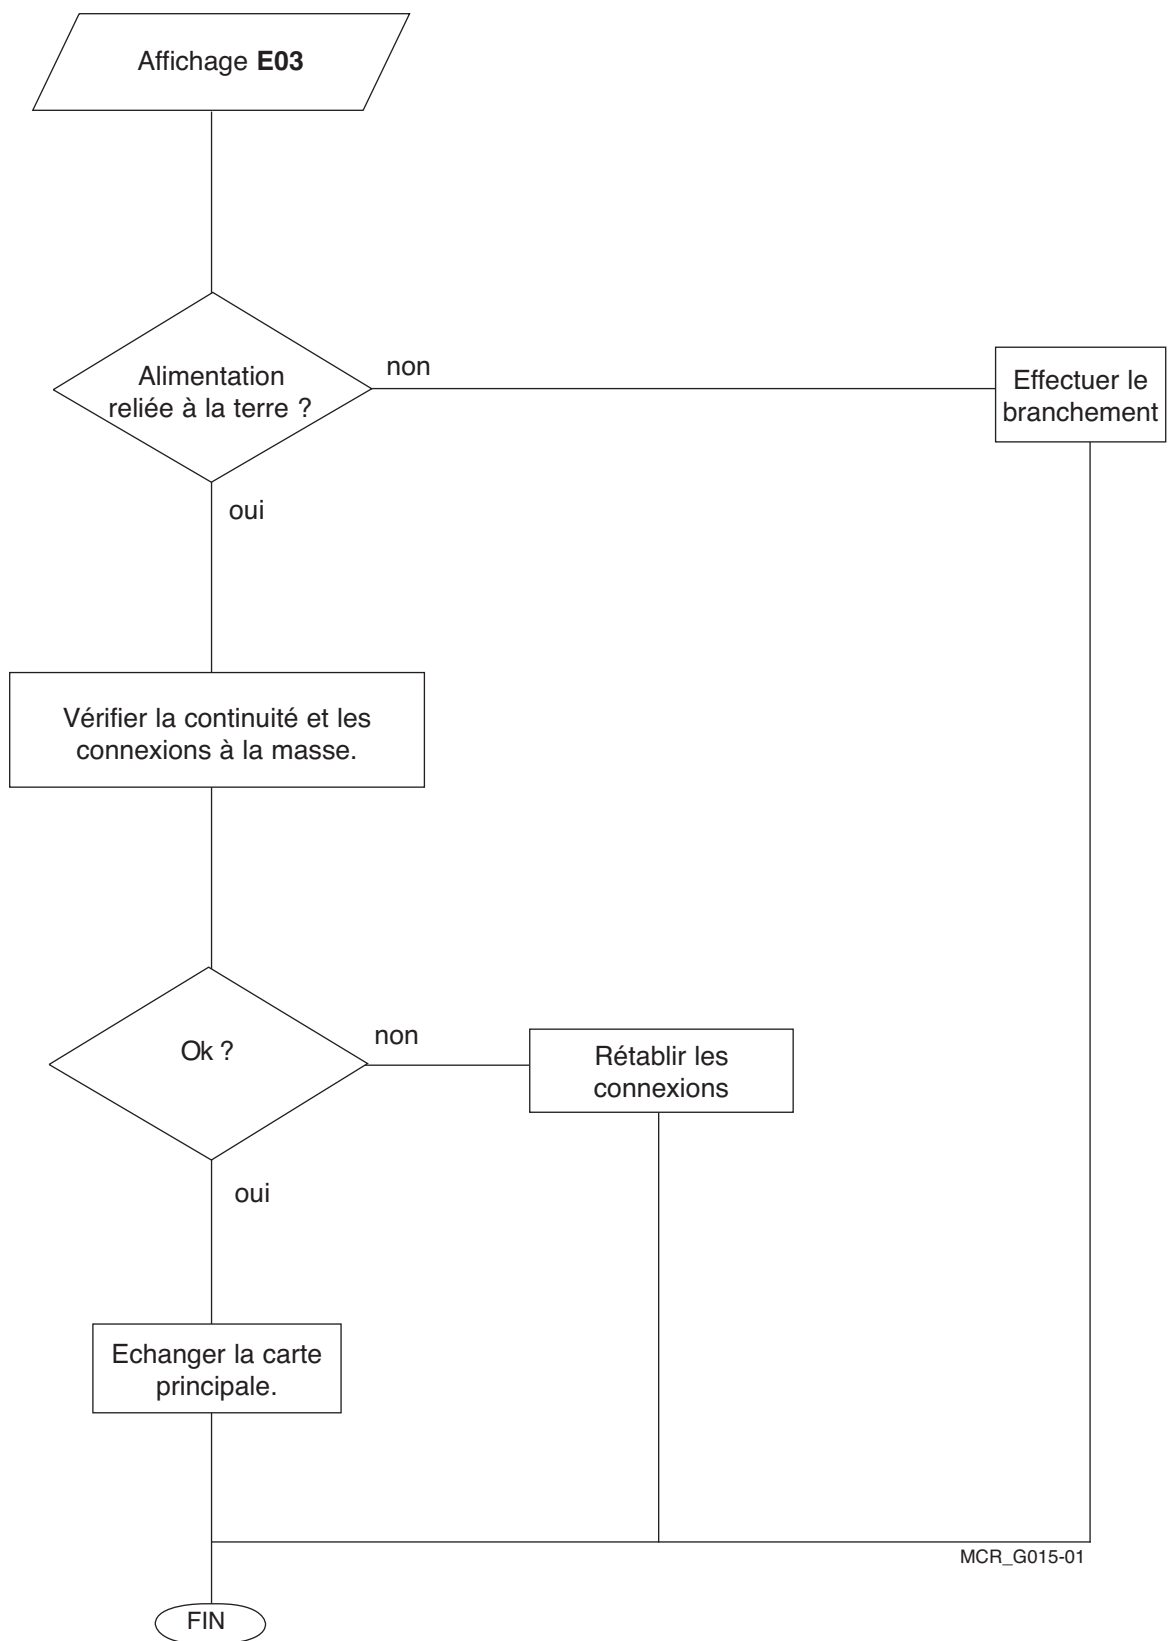 Affichage E03
Alimentation
reliée à la terre ?
non
Effectuer le
branchement
oui
Vérifier la continuité et les
connexions à la masse.
Ok ?
non
Rétablir les
connexions
oui
Echanger la carte
principale.
MCR_G015-01
FIN